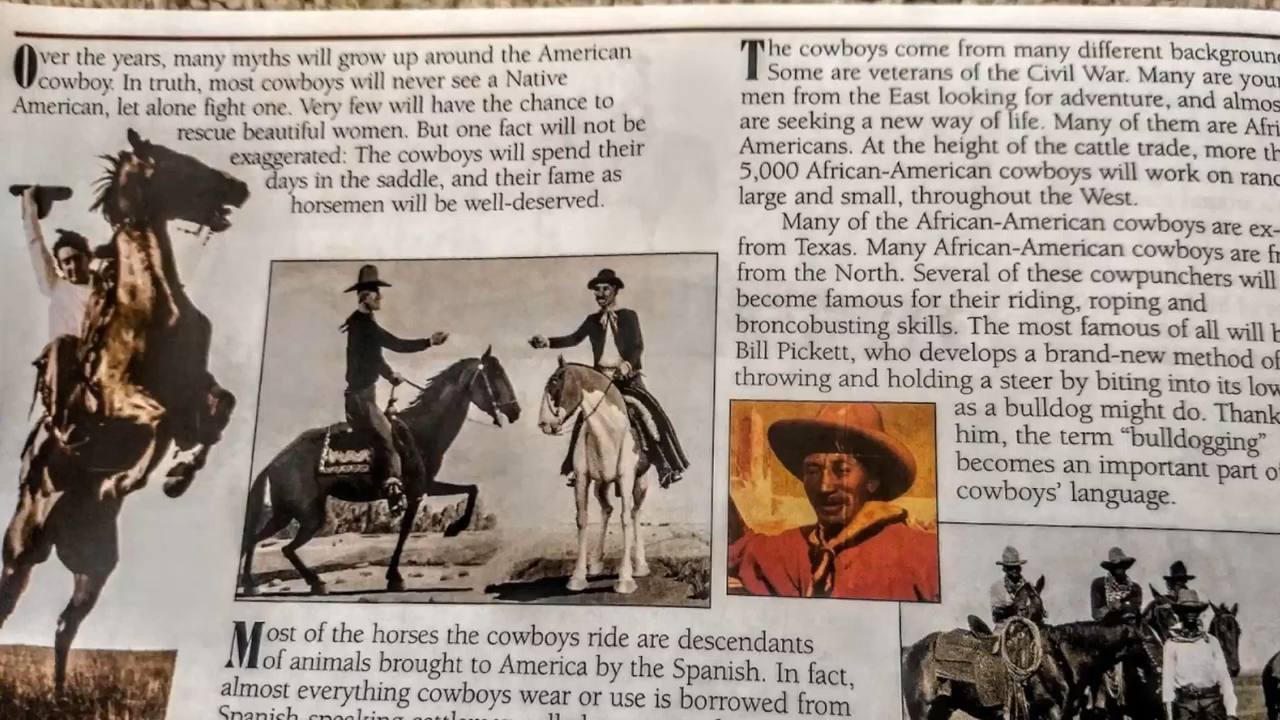 Over the years, many myths will grow up around the American
cowboy. In truth, most cowboys will never see a Native
American, let alone fight one. Very few will have the chance to
rescue beautiful women. But one fact will not be
exaggerated: The cowboys will spend their
days in the saddle, and their fame as
horsemen will be well-deserved.
Most of the horses the cowboys ride are descendants
of animals brought to America by the Spanish. In fact,
almost everything cowboys wear or use is borrowed from
The cowboys come from many different
Some are veterans of the Civil War. Many are
men from the East looking for adventure, and
are seeking a new way of life. Many of them are
Americans. At the height of the cattle trade, more
5,000 African-American cowboys will work on
large and small, throughout the West.
Many of the African-American cowboys are ex-
from Texas. Many African-American cowboys are
from the North. Several of these cowpunchers will
become famous for their riding, roping and
broncobusting skills. The most famous of all will
Bill Pickett, who develops a brand-new method of
throwing and holding a steer by biting into its
as a bulldog might do.
him, the term “bulldogging”
becomes an important part
cowboys’ language.